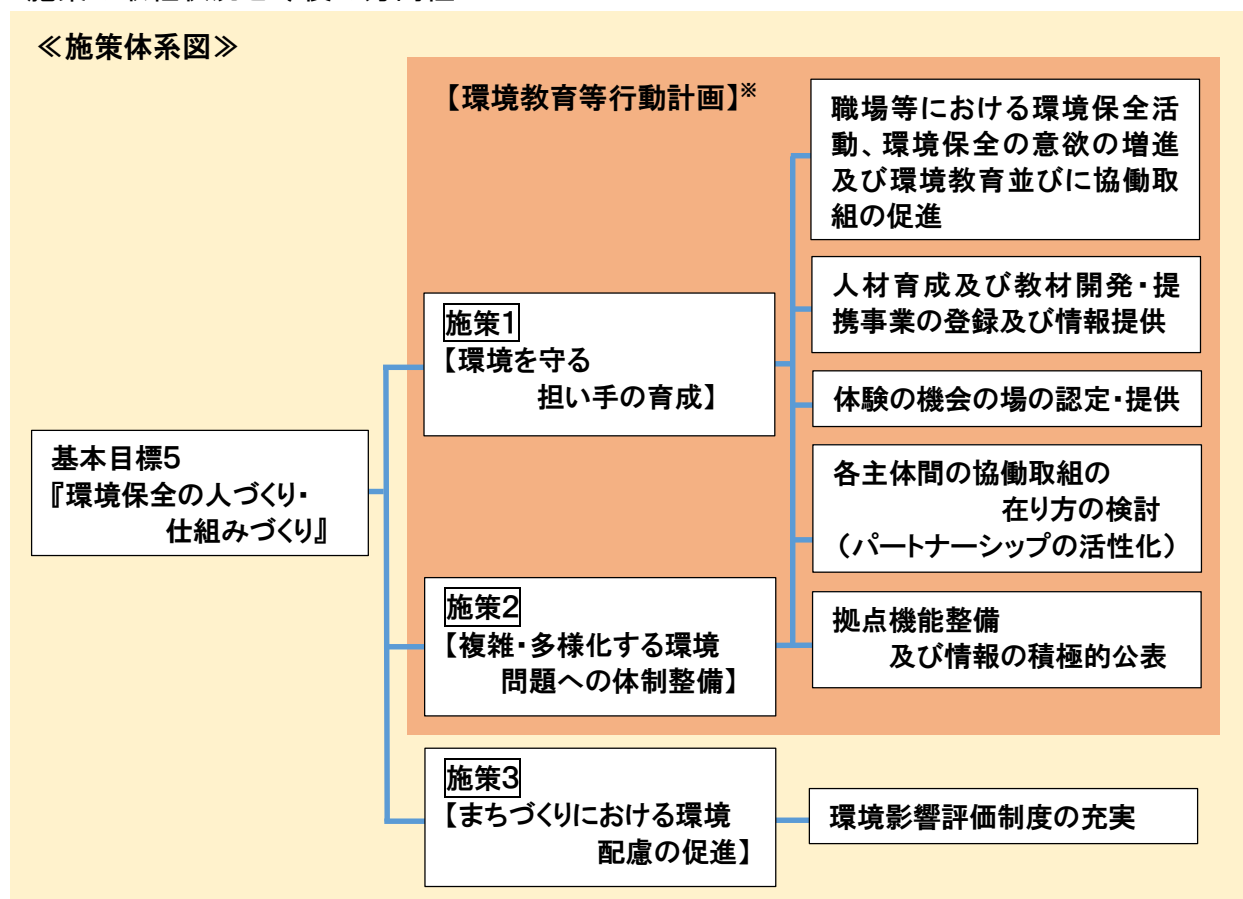 ≪施策体系図≫
【環境教育等行動計画】※
職場等における環境保全活
動、環境保全の意欲の増進
及び環境教育並びに協働取
組の促進
人材育成及び教材開発・提
携事業の登録及び情報提供
施策1
【環境を守る
担い手の育成】
体験の機会の場の認定・提供
基本目標5
『環境保全の人づくり・
仕組みづくり』
各主体間の協働取組の
在り方の検討
（パートナーシップの活性化）
施策2
【複雑・多様化する環境
問題への体制整備】
拠点機能整備
及び情報の積極的公表
施策3
【まちづくりにおける環境
配慮の促進】
環境影響評価制度の充実